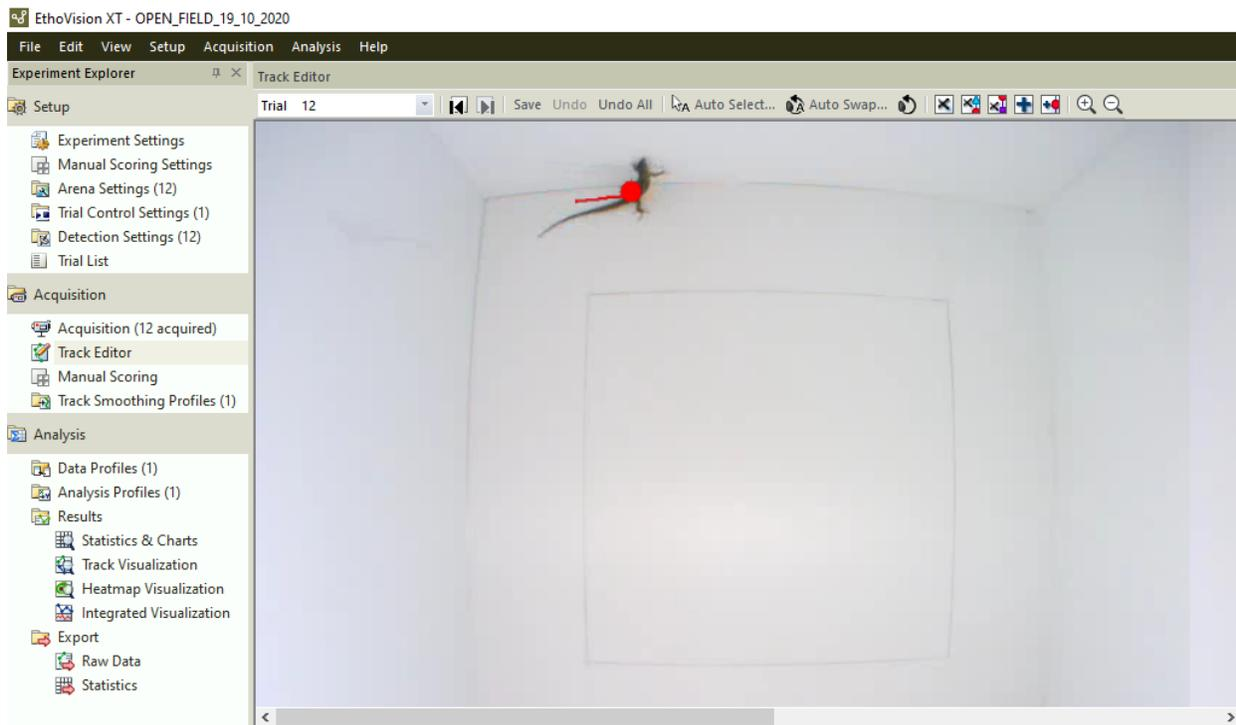 EthoVision XT - OPEN_FIELD_19_10_2020
File Edit View Setup Acquisition Analysis Help
Experiment Explorer
Track Editor
Setup
Trial 12
Save Undo Undo All Auto Select... Auto Swap...
Experiment Settings
Manual Scoring Settings
Arena Settings (12)
Trial Control Settings (1)
Detection Settings (12)
Trial List
Acquisition
Acquisition (12 acquired)
Track Editor
Manual Scoring
Track Smoothing Profiles (1)
Analysis
Data Profiles (1)
Analysis Profiles (1)
Results
Statistics & Charts
Track Visualization
Heatmap Visualization
Integrated Visualization
Export
Raw Data
Statistics